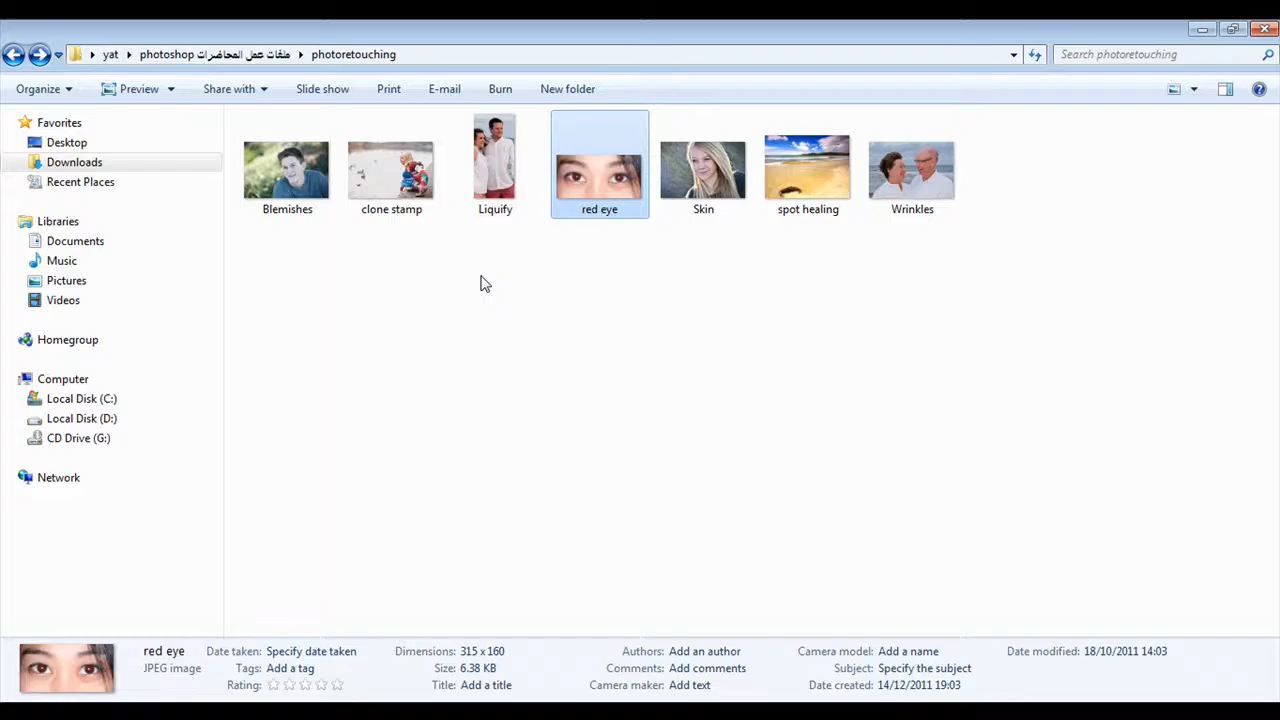 yat ▸ photoshop ملفات عمل المحاضرات ▸ photoretouching
Search photoretouching
Organize Preview Share with Slide show Print E-mail Burn New folder
Favorites
Desktop
Downloads
Recent Places
Libraries
Documents
Music
Pictures
Videos
Homegroup
Computer
Local Disk (C:)
Local Disk (D:)
CD Drive (G:)
Network
Blemishes clone stamp Liquify red eye Skin spot healing Wrinkles
red eye
JPEG image
Date taken: Specify date taken
Tags: Add a tag
Rating:
Dimensions: 315 x 160
Size: 6.38 KB
Title: Add a title
Authors: Add an author
Comments: Add comments
Camera maker: Add text
Camera model: Add a name
Subject: Specify the subject
Date created: 14/12/2011 19:03
Date modified: 18/10/2011 14:03